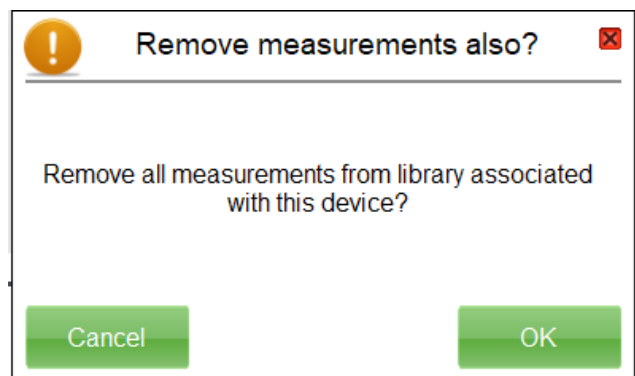 Remove measurements also?
Remove all measurements from library associated
with this device?
Cancel
OK